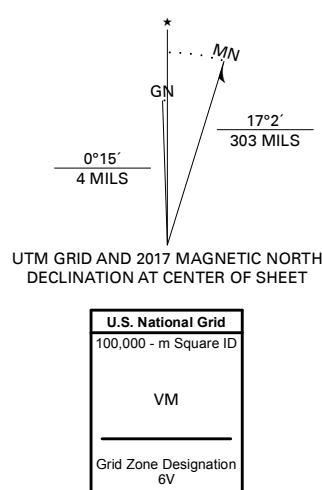 ★
MN
GN
17°2´
303 MILS
0°15´
4 MILS
UTM GRID AND 2017 MAGNETIC NORTH
DECLINATION AT CENTER OF SHEET
U.S. National Grid
100,000 - m Square ID
VM
Grid Zone Designation
6V